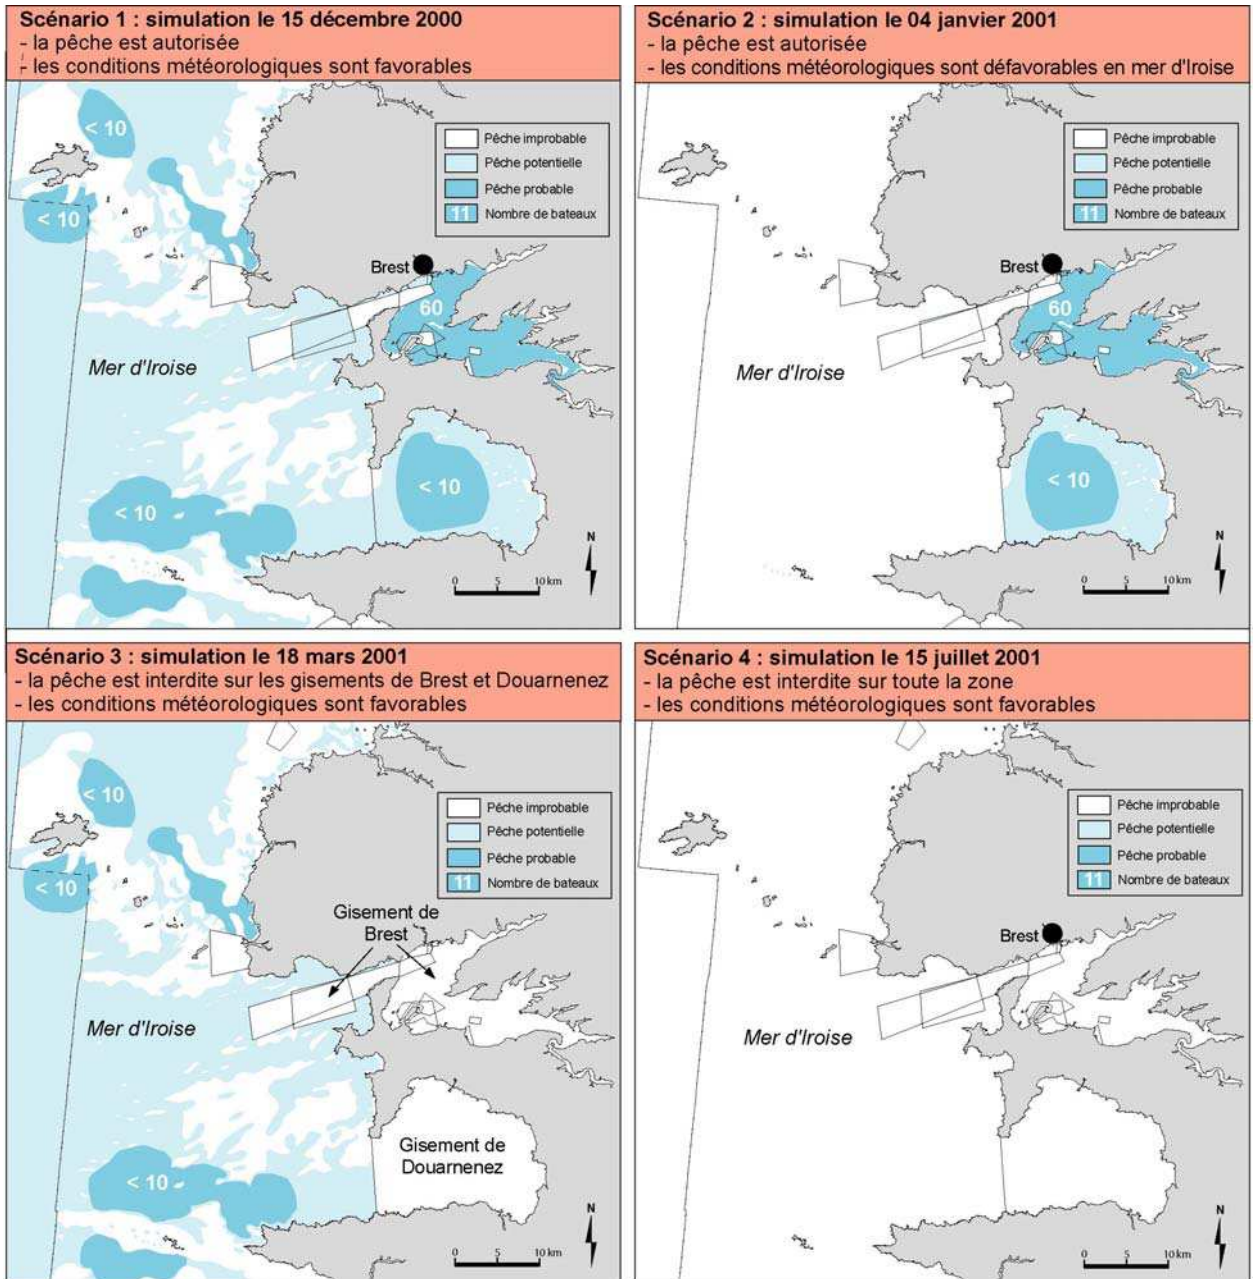 Scénario 1 : simulation le 15 décembre 2000
- la pêche est autorisée
- les conditions météorologiques sont favorables
< 10
< 10
Pêche improbable
Pêche potentielle
Pêche probable
11 Nombre de bateaux
Brest
60
Mer d'Iroise
< 10
< 10
N
0 5 10 km
Scénario 2 : simulation le 04 janvier 2001
- la pêche est autorisée
- les conditions météorologiques sont défavorables en mer d'Iroise
Pêche improbable
Pêche potentielle
Pêche probable
11 Nombre de bateaux
Brest
60
Mer d'Iroise
< 10
N
0 5 10 km
Scénario 3 : simulation le 18 mars 2001
- la pêche est interdite sur les gisements de Brest et Douarnenez
- les conditions météorologiques sont favorables
< 10
< 10
Pêche improbable
Pêche potentielle
Pêche probable
11 Nombre de bateaux
Gisement de
Brest
Mer d'Iroise
Gisement de
Douarnenez
< 10
N
0 5 10 km
Scénario 4 : simulation le 15 juillet 2001
- la pêche est interdite sur toute la zone
- les conditions météorologiques sont favorables
Pêche improbable
Pêche potentielle
Pêche probable
11 Nombre de bateaux
Brest
Mer d'Iroise
N
0 5 10 km